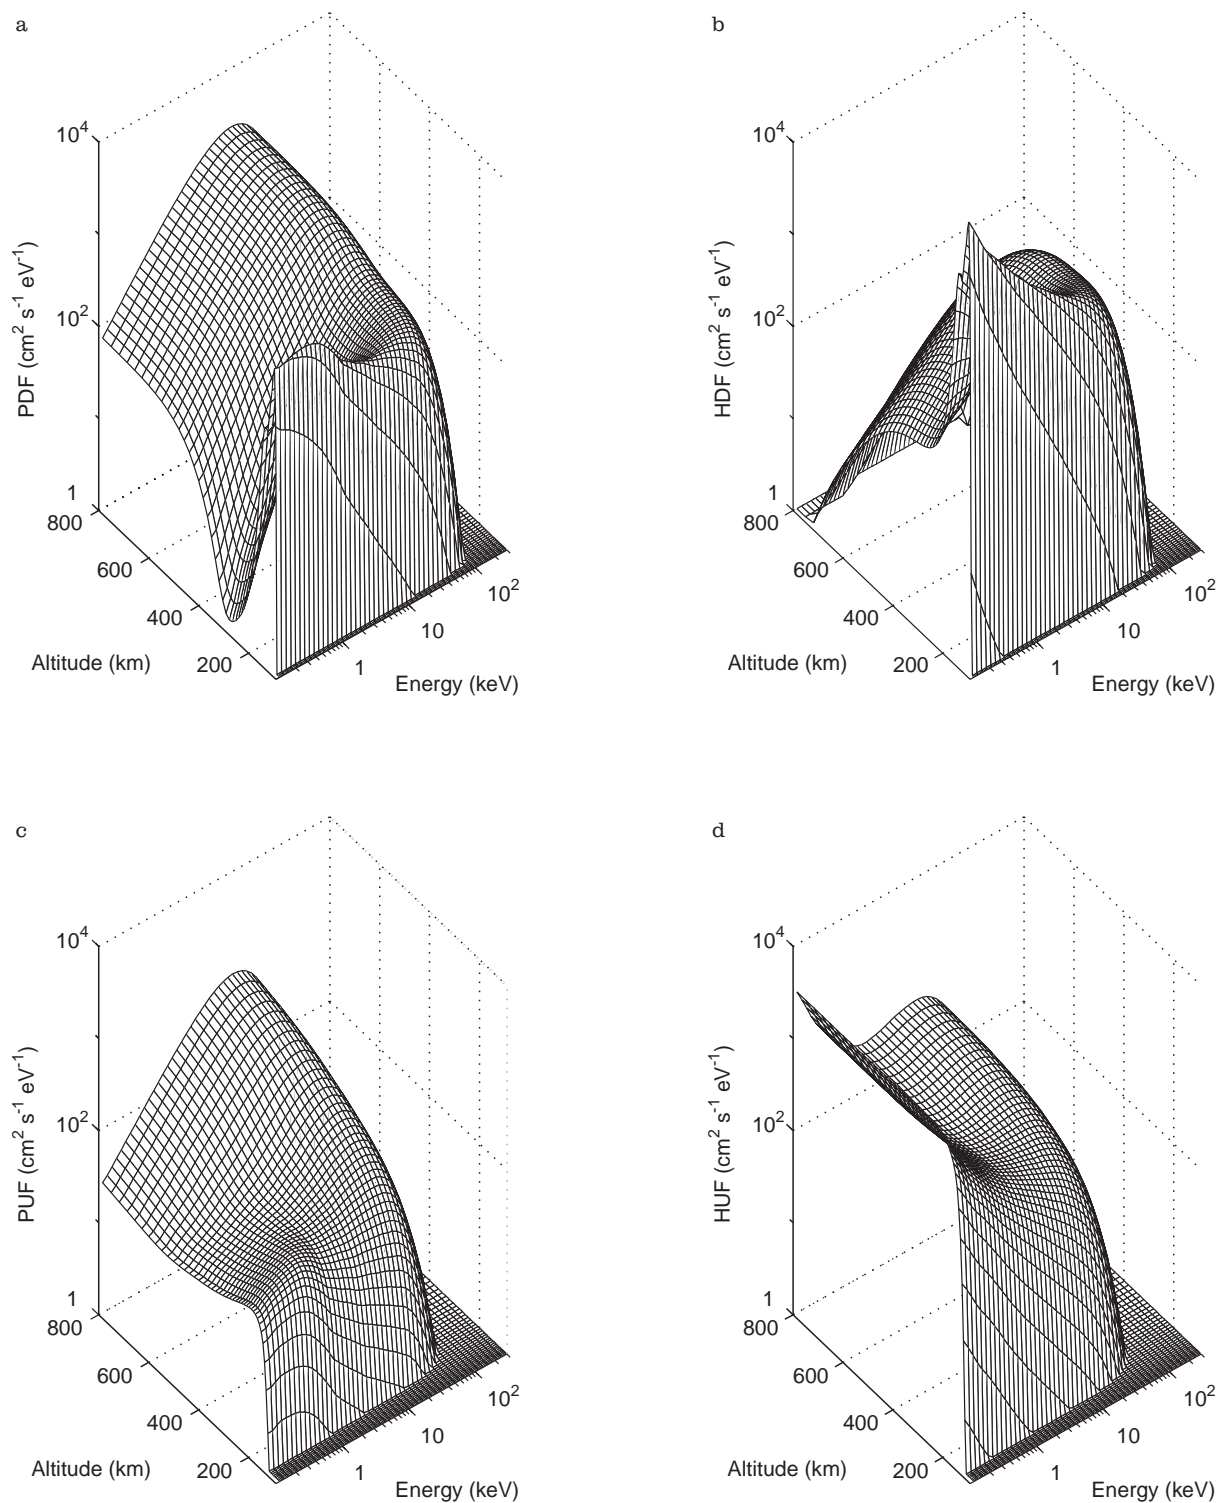 a
10^4
10^2
1
PDF (cm^2 s^-1 eV^-1)
800
600
400
200
Altitude (km)
1
10
10^2
Energy (keV)
b
10^4
10^2
1
HDF (cm^2 s^-1 eV^-1)
800
600
400
200
Altitude (km)
1
10
10^2
Energy (keV)
c
10^4
10^2
1
PUF (cm^2 s^-1 eV^-1)
800
600
400
200
Altitude (km)
1
10
10^2
Energy (keV)
d
10^4
10^2
1
HUF (cm^2 s^-1 eV^-1)
800
600
400
200
Altitude (km)
1
10
10^2
Energy (keV)